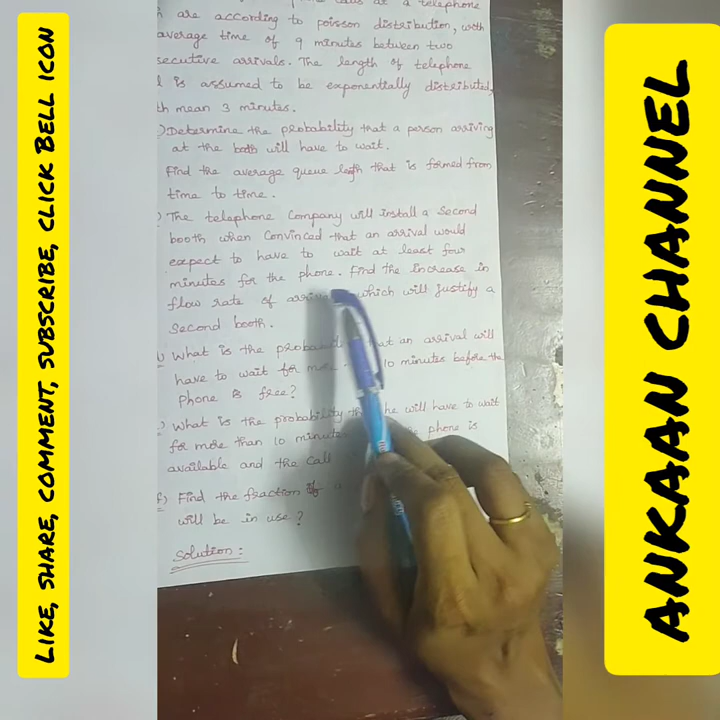 LIKE, SHARE, COMMENT, SUBSCRIBE, CLICK BELL ICON
at a telephone
are according to poisson distribution, with
average time of 9 minutes between two
secutive arrivals. The length of telephone
l is assumed to be exponentially distributed,
th mean 3 minutes.
Determine the probability that a person arriving
at the booth will have to wait.
Find the average queue length that is formed from
time to time.
The telephone Company will install a Second
booth when Convinced that an arrival would
expect to have to wait at least four
minutes for the phone. Find the increase in
flow rate of which will justify a
Second booth.
What is the that an arrival will
have to wait for more 10 minutes before the
phone is free?
What is the probability he will have to wait
for more than 10 phone is
available and the Call
f) Find the fraction
will be in use?
Solution:
ANKAAN CHANNEL